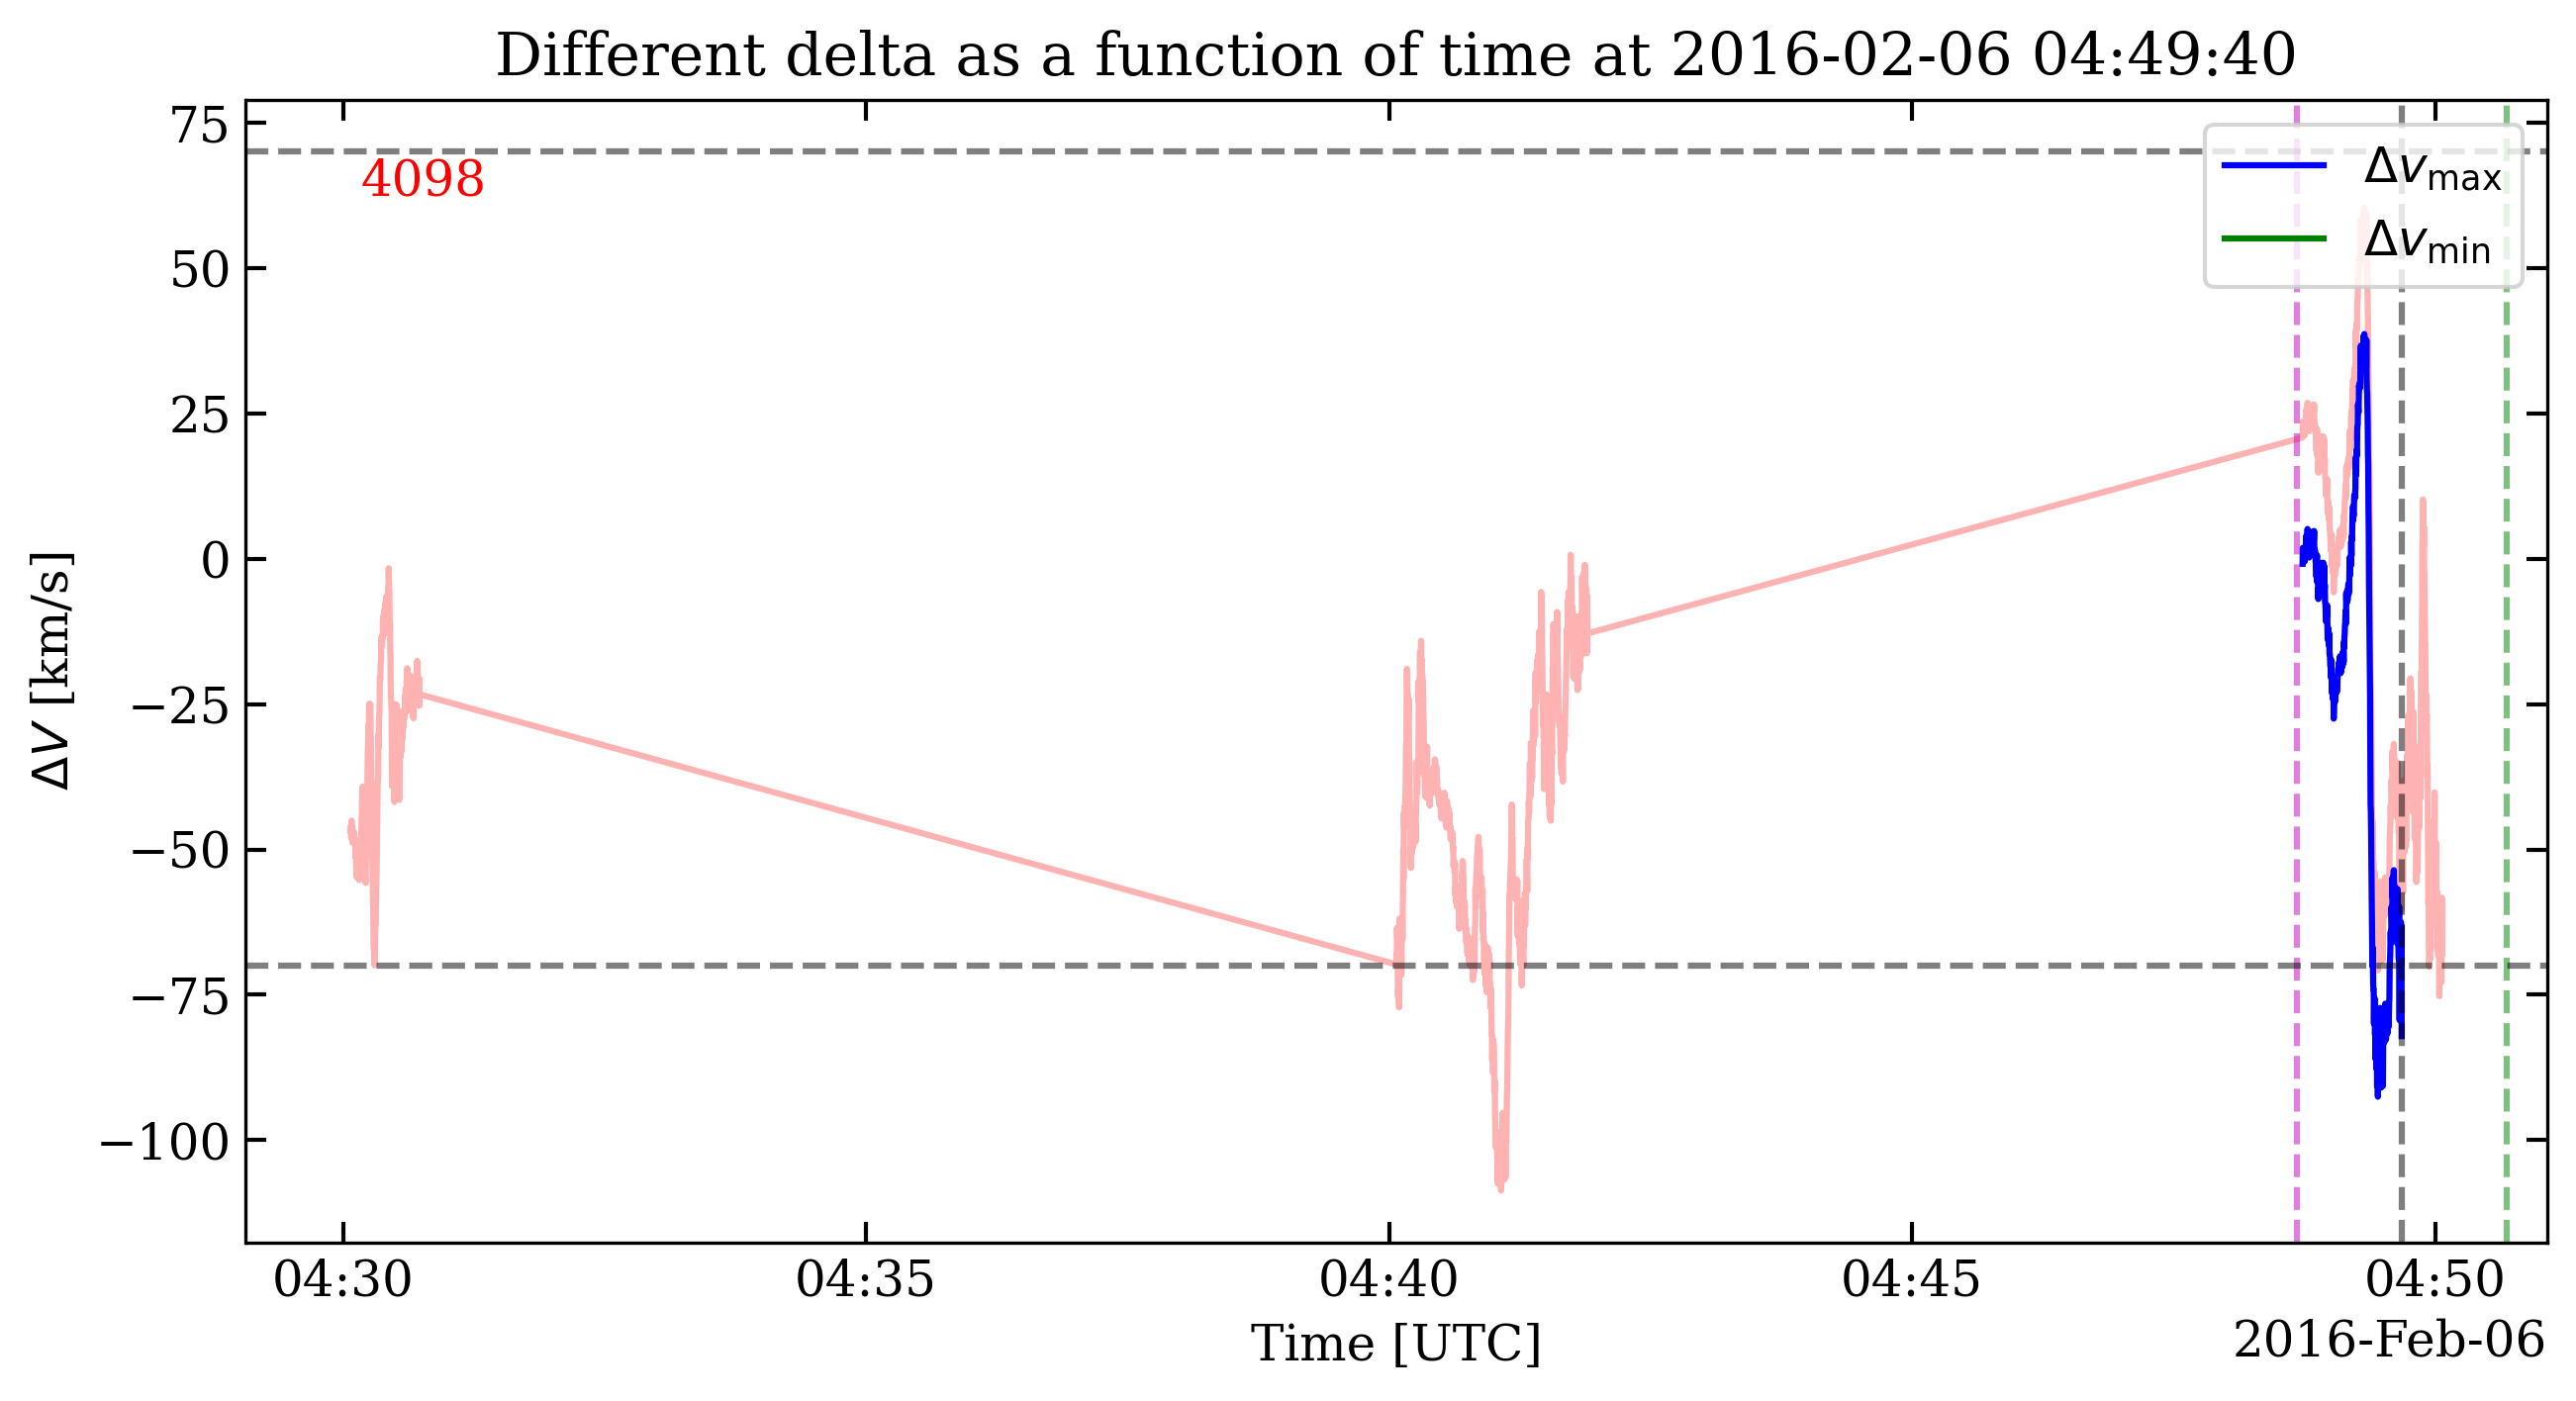 Different delta as a function of time at 2016-02-06 04:49:40
75
50
25
0
−25
−50
−75
−100
ΔV [km/s]
4098
Δv_max
Δv_min
04:30 04:35 04:40 04:45 04:50
Time [UTC]
2016-Feb-06